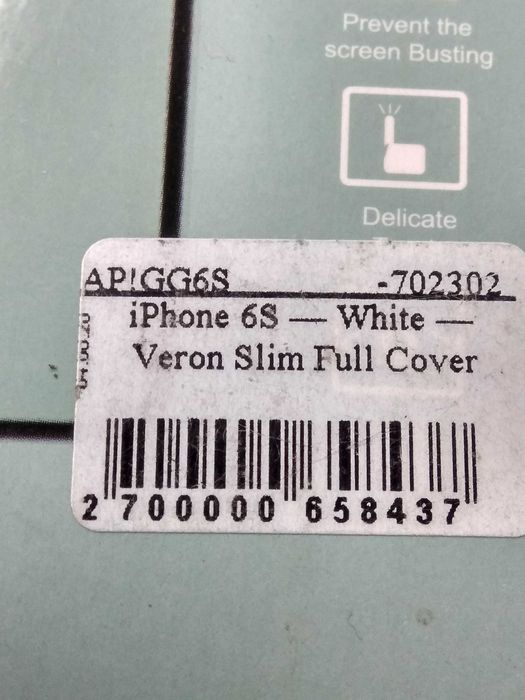 Prevent the
screen Busting
Delicate
AP!GG6S -702302
iPhone 6S — White —
Veron Slim Full Cover
2 700000 658437